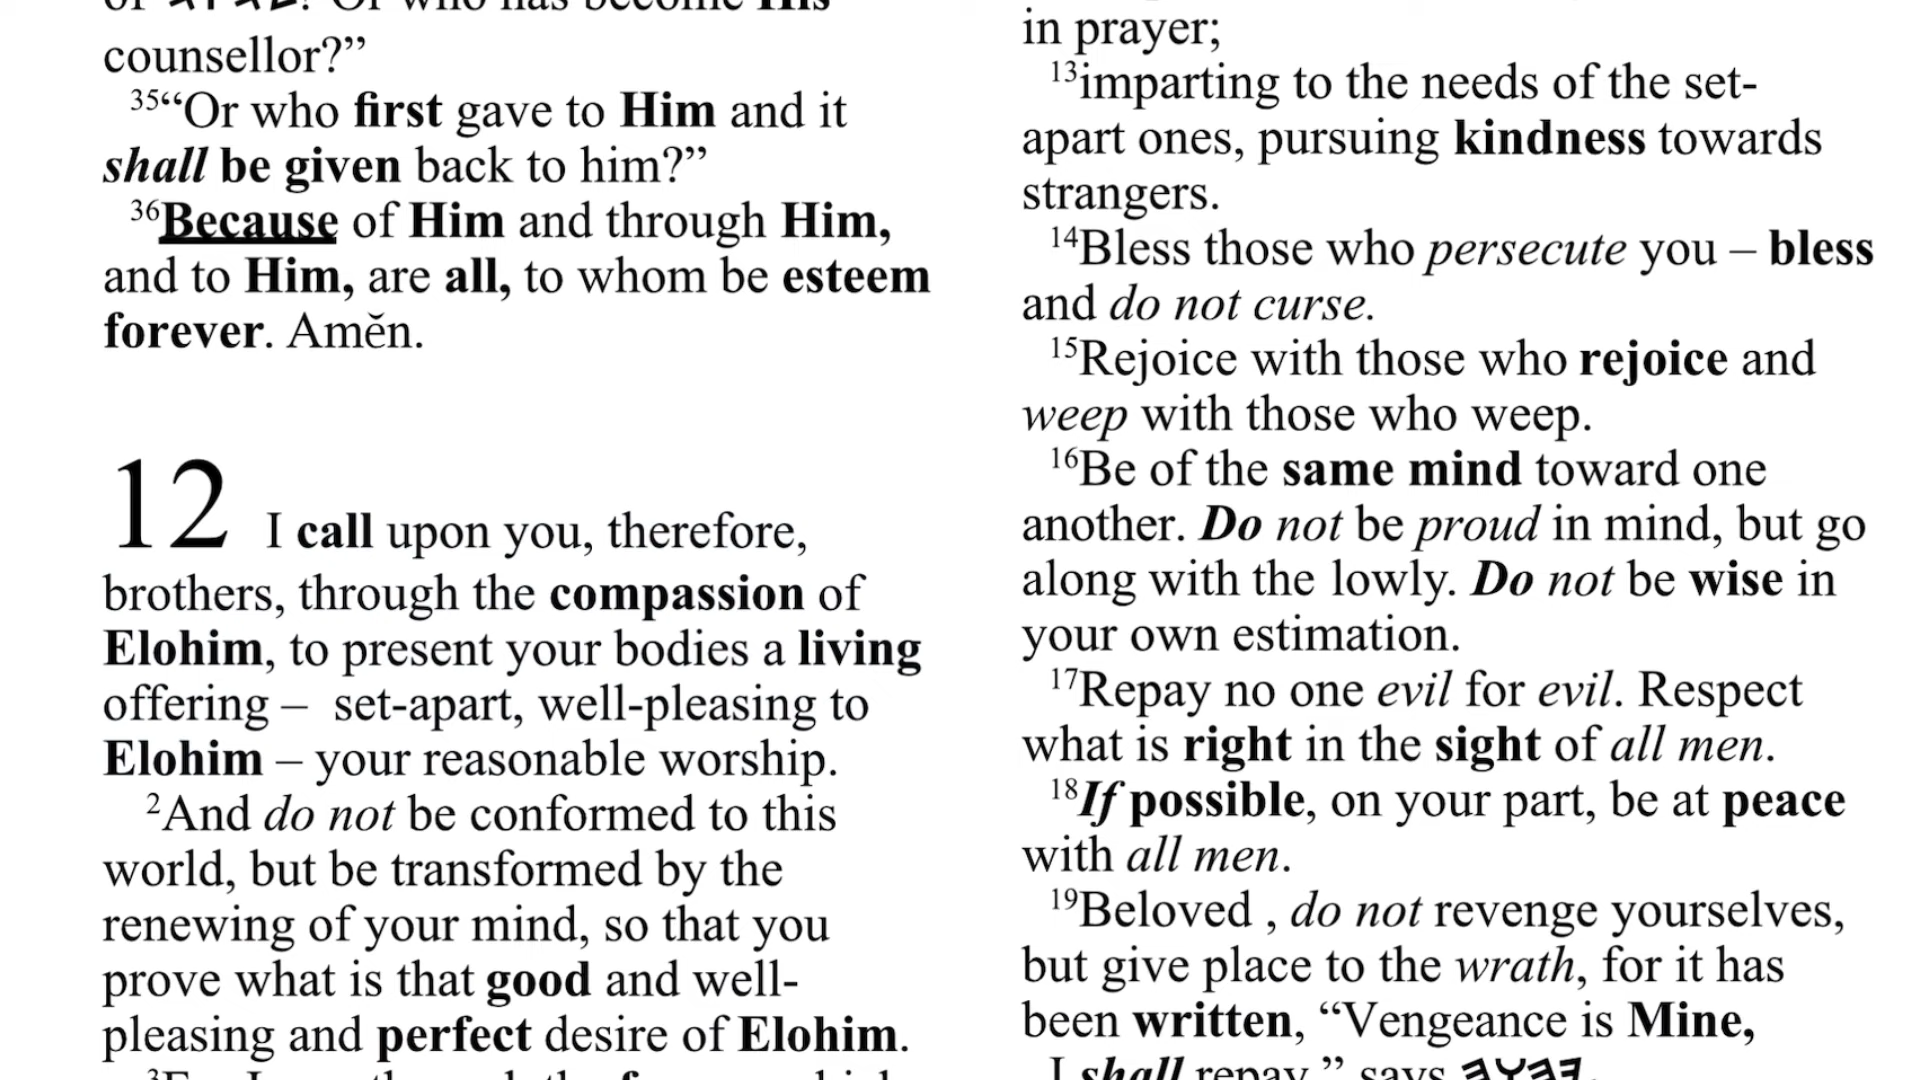 counsellor?”
³⁵“Or who first gave to Him and it
shall be given back to him?”
³⁶Because of Him and through Him,
and to Him, are all, to whom be esteem
forever. Amĕn.
12 I call upon you, therefore,
brothers, through the compassion of
Elohim, to present your bodies a living
offering – set-apart, well-pleasing to
Elohim – your reasonable worship.
²And do not be conformed to this
world, but be transformed by the
renewing of your mind, so that you
prove what is that good and well-
pleasing and perfect desire of Elohim.
in prayer;
¹³imparting to the needs of the set-
apart ones, pursuing kindness towards
strangers.
¹⁴Bless those who persecute you – bless
and do not curse.
¹⁵Rejoice with those who rejoice and
weep with those who weep.
¹⁶Be of the same mind toward one
another. Do not be proud in mind, but go
along with the lowly. Do not be wise in
your own estimation.
¹⁷Repay no one evil for evil. Respect
what is right in the sight of all men.
¹⁸If possible, on your part, be at peace
with all men.
¹⁹Beloved , do not revenge yourselves,
but give place to the wrath, for it has
been written, “Vengeance is Mine,
I shall repay,” says 𐤉𐤄𐤅𐤄.